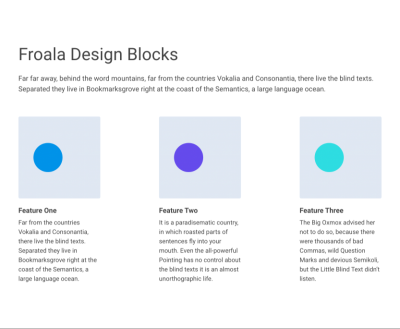 Froala Design Blocks
Far far away, behind the word mountains, far from the countries Vokalia and Consonantia, there live the blind texts.
Separated they live in Bookmarksgrove right at the coast of the Semantics, a large language ocean.
Feature One
Far from the countries
Vokalia and Consonantia,
there live the blind texts.
Separated they live in
Bookmarksgrove right at the
coast of the Semantics, a
large language ocean.
Feature Two
It is a paradisematic country,
in which roasted parts of
sentences fly into your
mouth. Even the all-powerful
Pointing has no control about
the blind texts it is an almost
unorthographic life.
Feature Three
The Big Oxmox advised her
not to do so, because there
were thousands of bad
Commas, wild Question
Marks and devious Semikoli,
but the Little Blind Text didn't
listen.